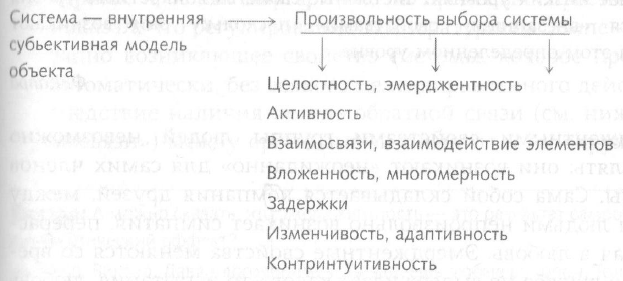 Система — внутренняя
субъективная модель
объекта
Произвольность выбора системы
Целостность, эмерджентность
Активность
Взаимосвязи, взаимодействие элементов
Вложенность, многомерность
Задержки
Изменчивость, адаптивность
Контринтуитивность